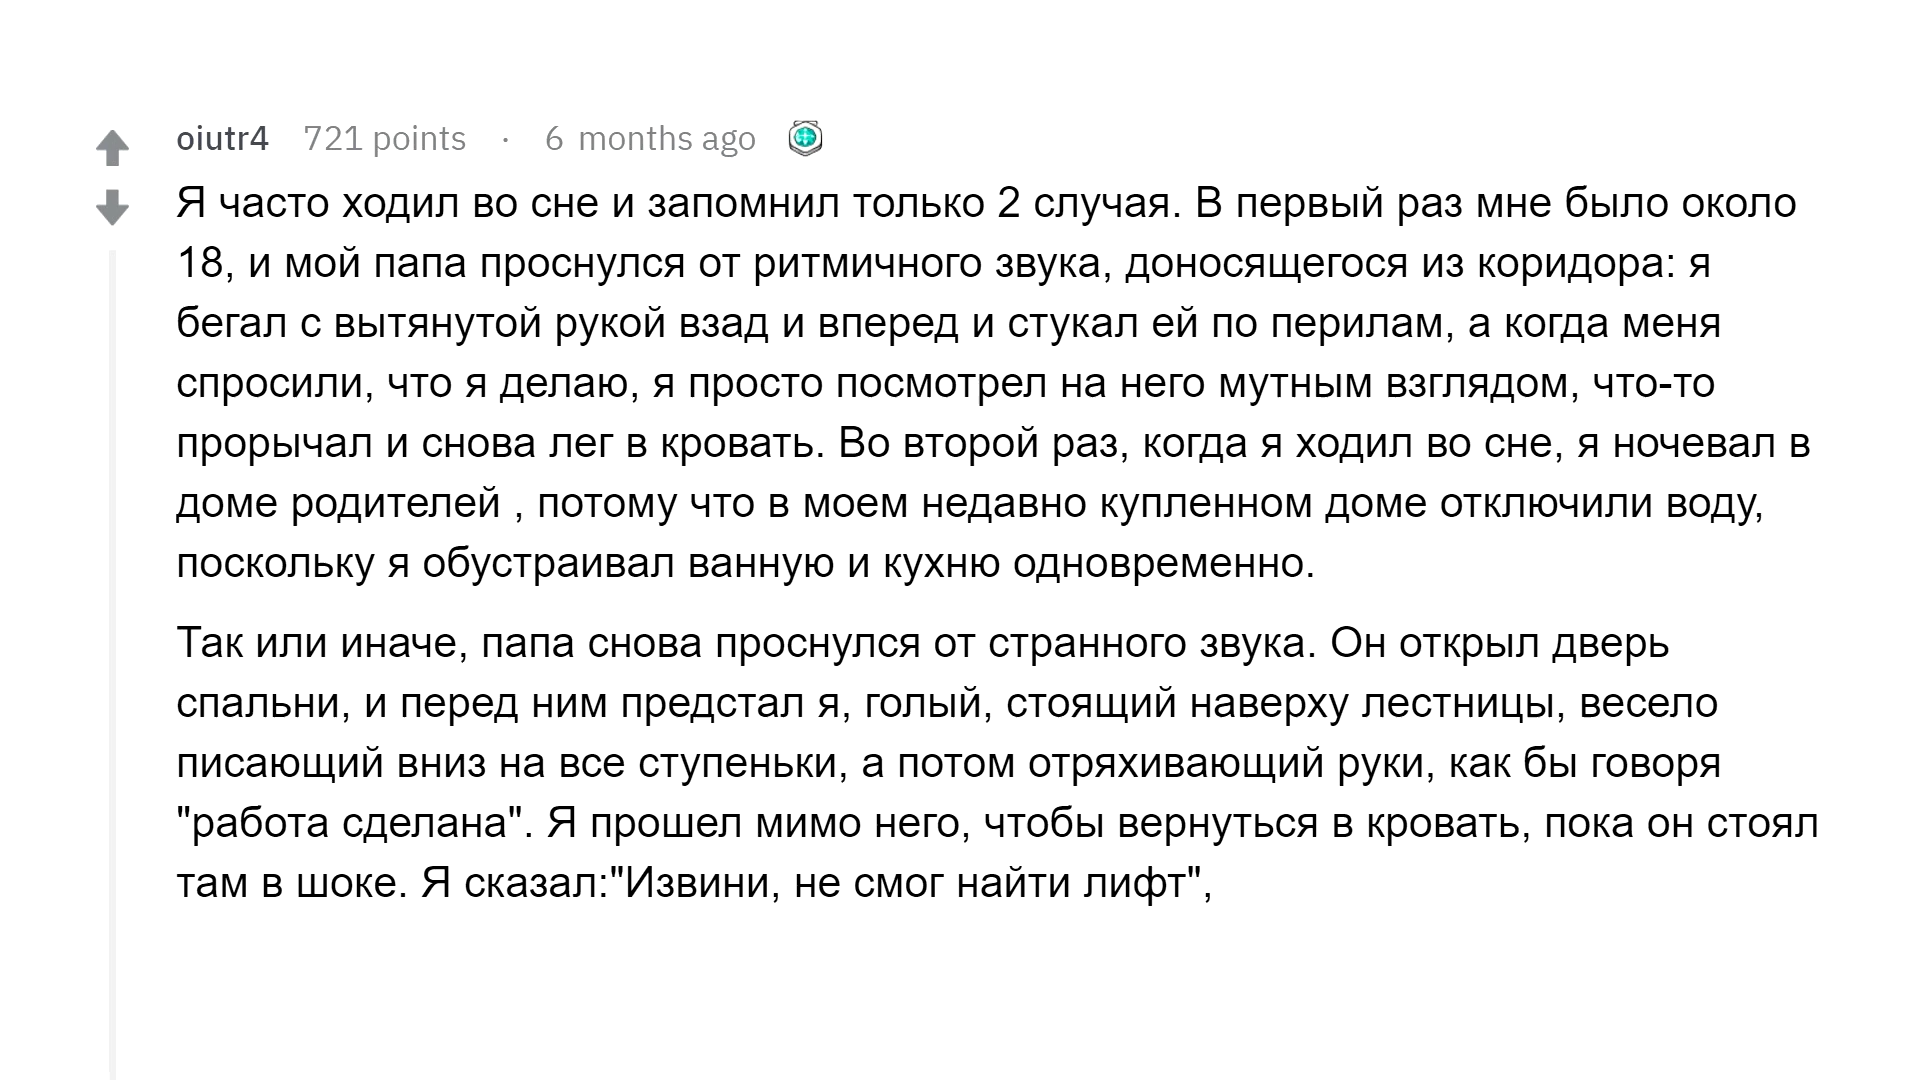 oiutr4 721 points · 6 months ago
Я часто ходил во сне и запомнил только 2 случая. В первый раз мне было около
18, и мой папа проснулся от ритмичного звука, доносящегося из коридора: я
бегал с вытянутой рукой взад и вперед и стукал ей по перилам, а когда меня
спросили, что я делаю, я просто посмотрел на него мутным взглядом, что-то
прорычал и снова лег в кровать. Во второй раз, когда я ходил во сне, я ночевал в
доме родителей , потому что в моем недавно купленном доме отключили воду,
поскольку я обустраивал ванную и кухню одновременно.
Так или иначе, папа снова проснулся от странного звука. Он открыл дверь
спальни, и перед ним предстал я, голый, стоящий наверху лестницы, весело
писающий вниз на все ступеньки, а потом отряхивающий руки, как бы говоря
"работа сделана". Я прошел мимо него, чтобы вернуться в кровать, пока он стоял
там в шоке. Я сказал:"Извини, не смог найти лифт",